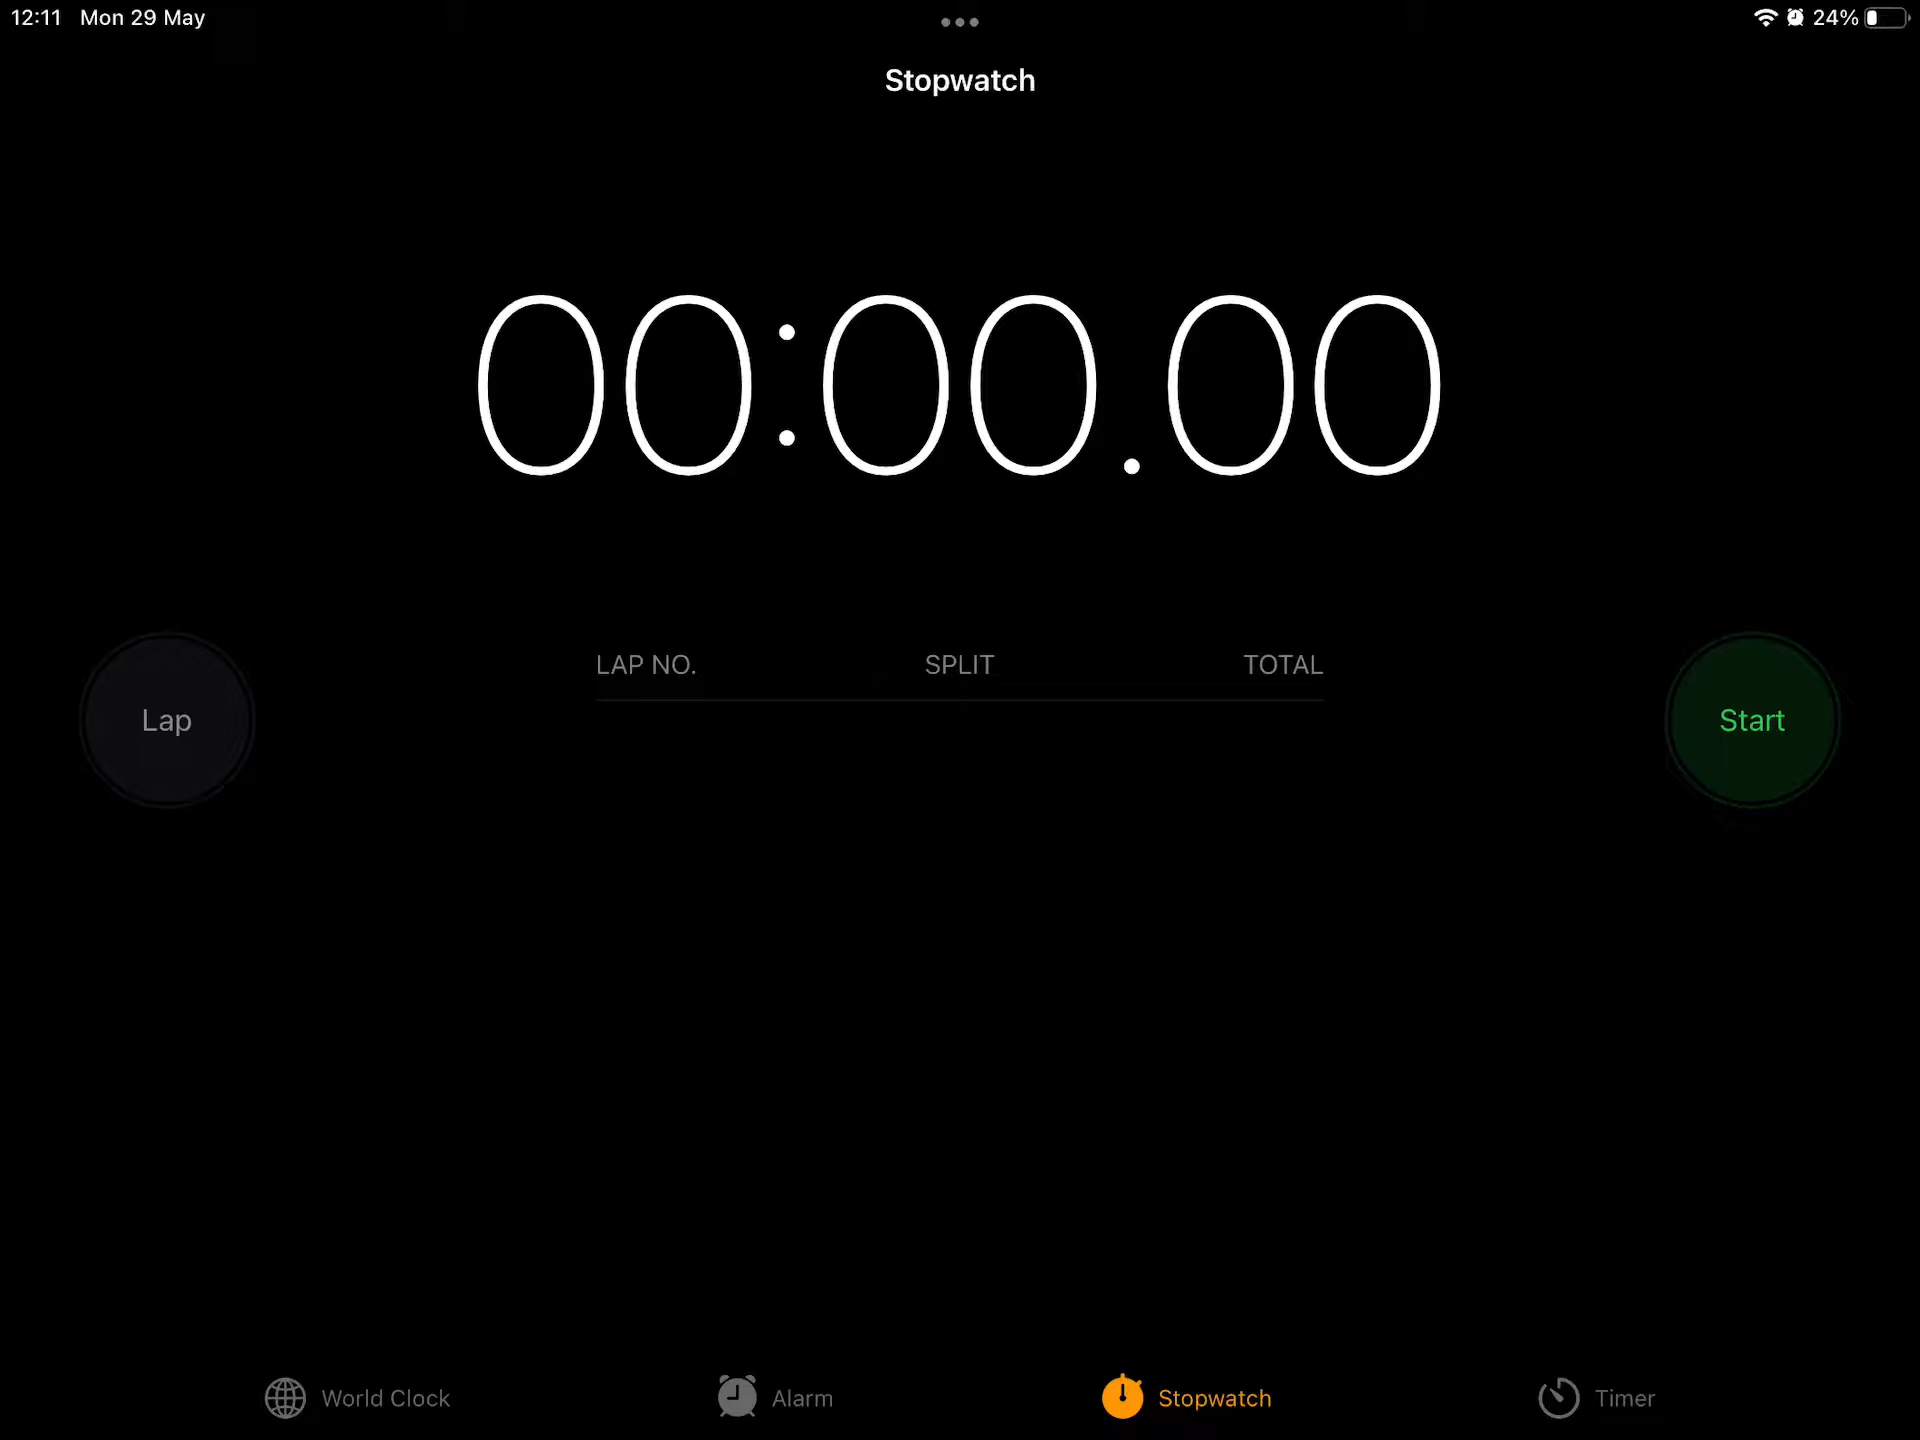 12:11 Mon 29 May
24%
Stopwatch
00:00.00
LAP NO. SPLIT TOTAL
Lap
Start
World Clock Alarm Stopwatch Timer